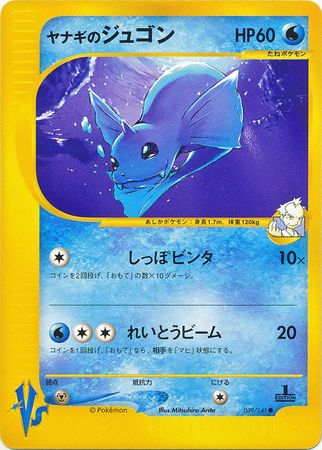 ヤナギのジュゴン HP60
たねポケモン
あしかポケモン：身長1.7m、体重120kg
しっぽビンタ 10×
コインを2回投げ、「おもて」の数×10ダメージ。
れいとうビーム 20
コインを1回投げ、「おもて」なら、相手を「マヒ」状態にする。
弱点 抵抗力 にげる
1 EDITION
© Pokémon Illus. Mitsuhiro Arita 039/141 ●
VS